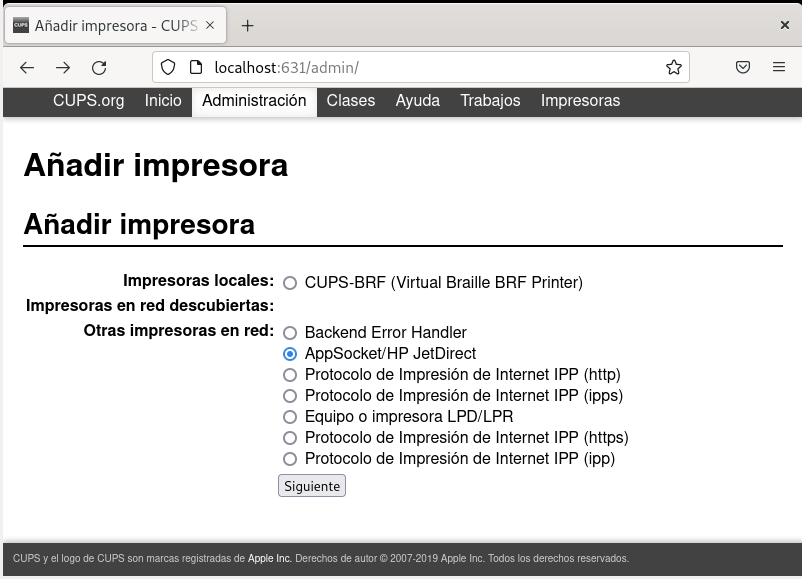 CUPS Añadir impresora - CUPS
localhost:631/admin/
CUPS.org Inicio Administración Clases Ayuda Trabajos Impresoras
Añadir impresora
Añadir impresora
Impresoras locales: CUPS-BRF (Virtual Braille BRF Printer)
Impresoras en red descubiertas:
Otras impresoras en red: Backend Error Handler
AppSocket/HP JetDirect
Protocolo de Impresión de Internet IPP (http)
Protocolo de Impresión de Internet IPP (ipps)
Equipo o impresora LPD/LPR
Protocolo de Impresión de Internet IPP (https)
Protocolo de Impresión de Internet IPP (ipp)
Siguiente
CUPS y el logo de CUPS son marcas registradas de Apple Inc. Derechos de autor © 2007-2019 Apple Inc. Todos los derechos reservados.